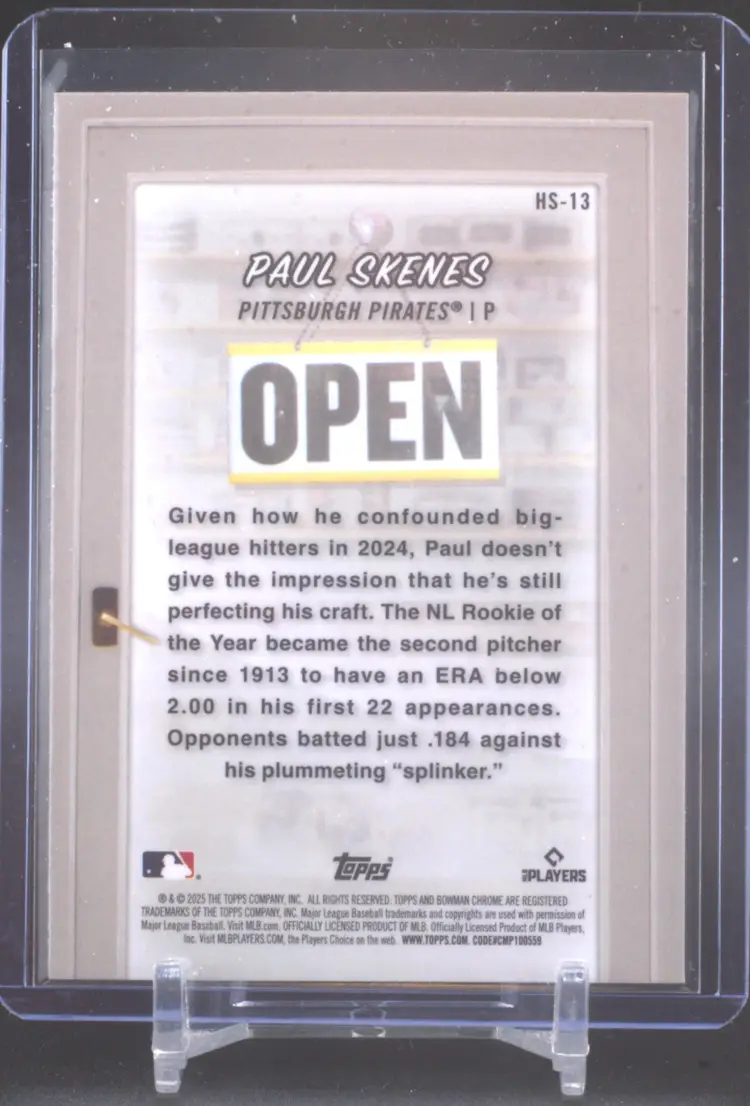 HS-13
PAUL SKENES
PITTSBURGH PIRATES® | P
OPEN
Given how he confounded big-
league hitters in 2024, Paul doesn't
give the impression that he's still
perfecting his craft. The NL Rookie of
the Year became the second pitcher
since 1913 to have an ERA below
2.00 in his first 22 appearances.
Opponents batted just .184 against
his plummeting “splinker.”
topps®
MLB PLAYERS
® & © 2025 THE TOPPS COMPANY, INC. ALL RIGHTS RESERVED. TOPPS AND BOWMAN CHROME ARE REGISTERED
TRADEMARKS OF THE TOPPS COMPANY, INC. Major League Baseball trademarks and copyrights are used with permission of
Major League Baseball. Visit MLB.com. OFFICIALLY LICENSED PRODUCT OF MLB. Officially Licensed Product of MLB Players,
Inc. Visit MLBPLAYERS.COM, the Players Choice on the web. WWW.TOPPS.COM. CODE#CMP100559